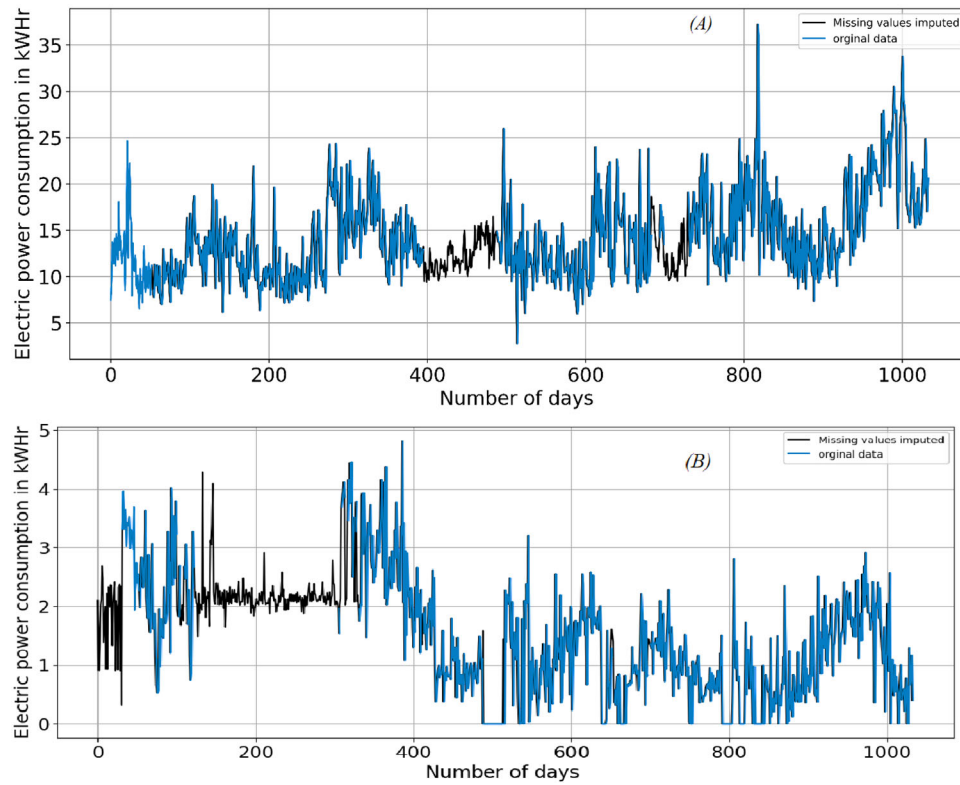 (A)
Missing values imputed
orginal data
Electric power consumption in kWHr
35
30
25
20
15
10
5
0 200 400 600 800 1000
Number of days
(B)
Missing values imputed
orginal data
Electric power consumption in kWHr
5
4
3
2
1
0
0 200 400 600 800 1000
Number of days